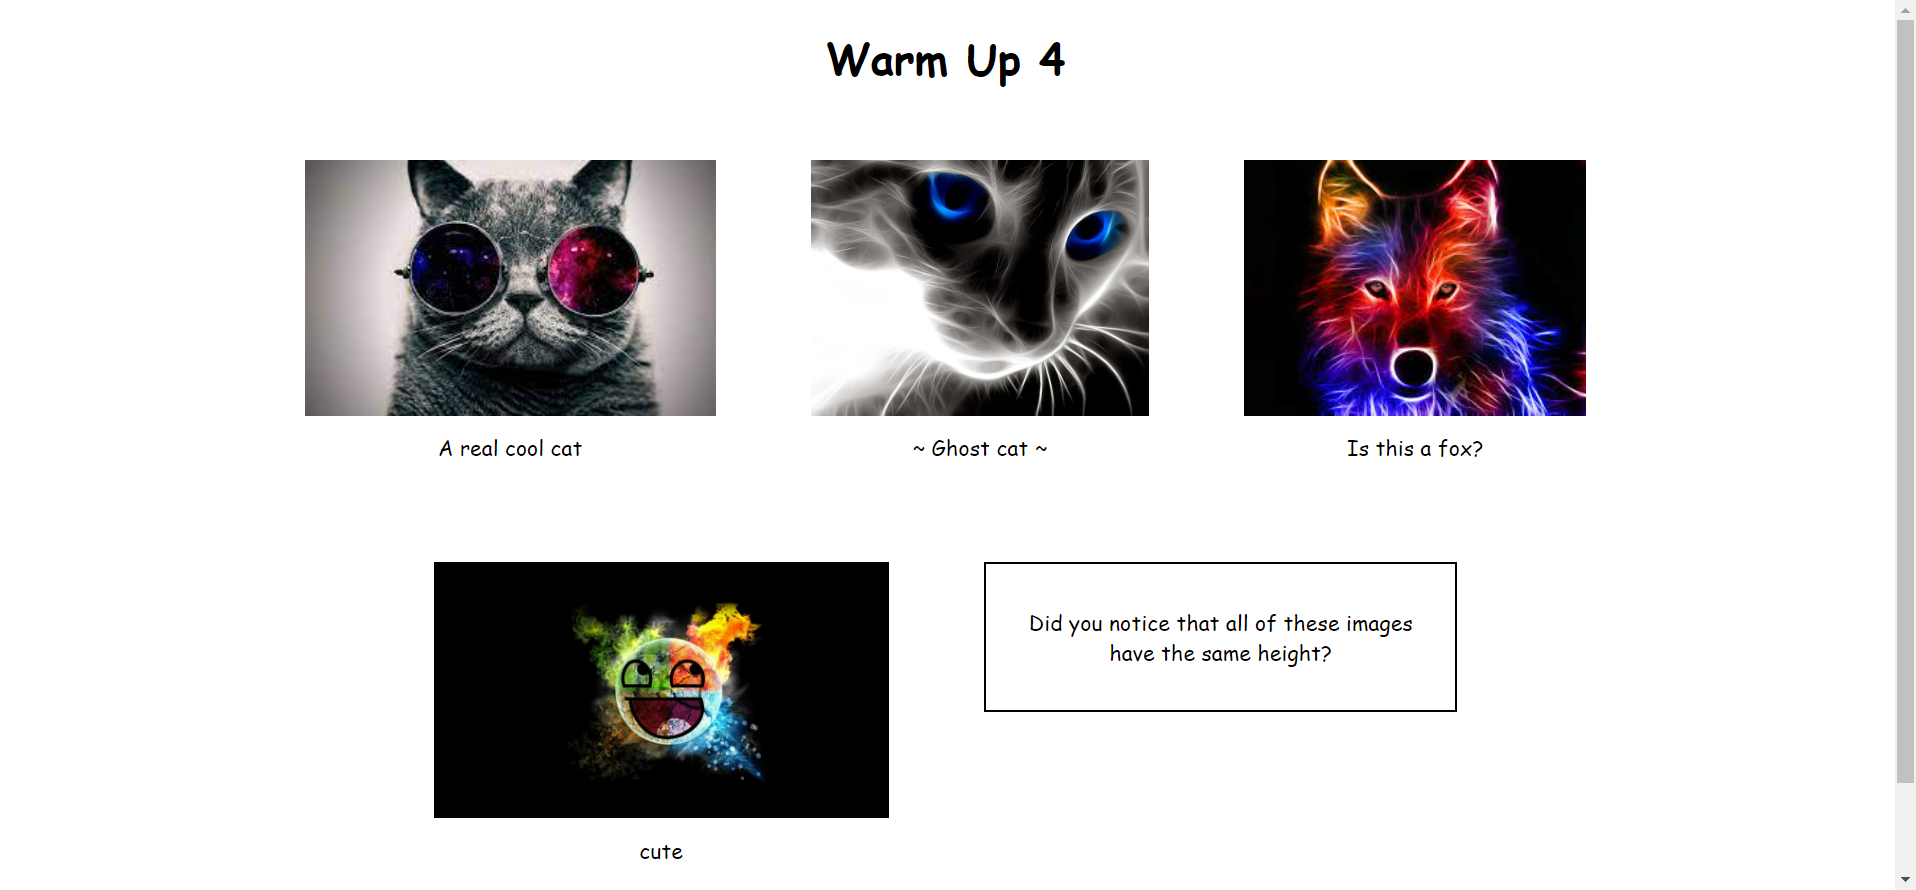 Warm Up 4
A real cool cat
~ Ghost cat ~
Is this a fox?
cute
Did you notice that all of these images
have the same height?